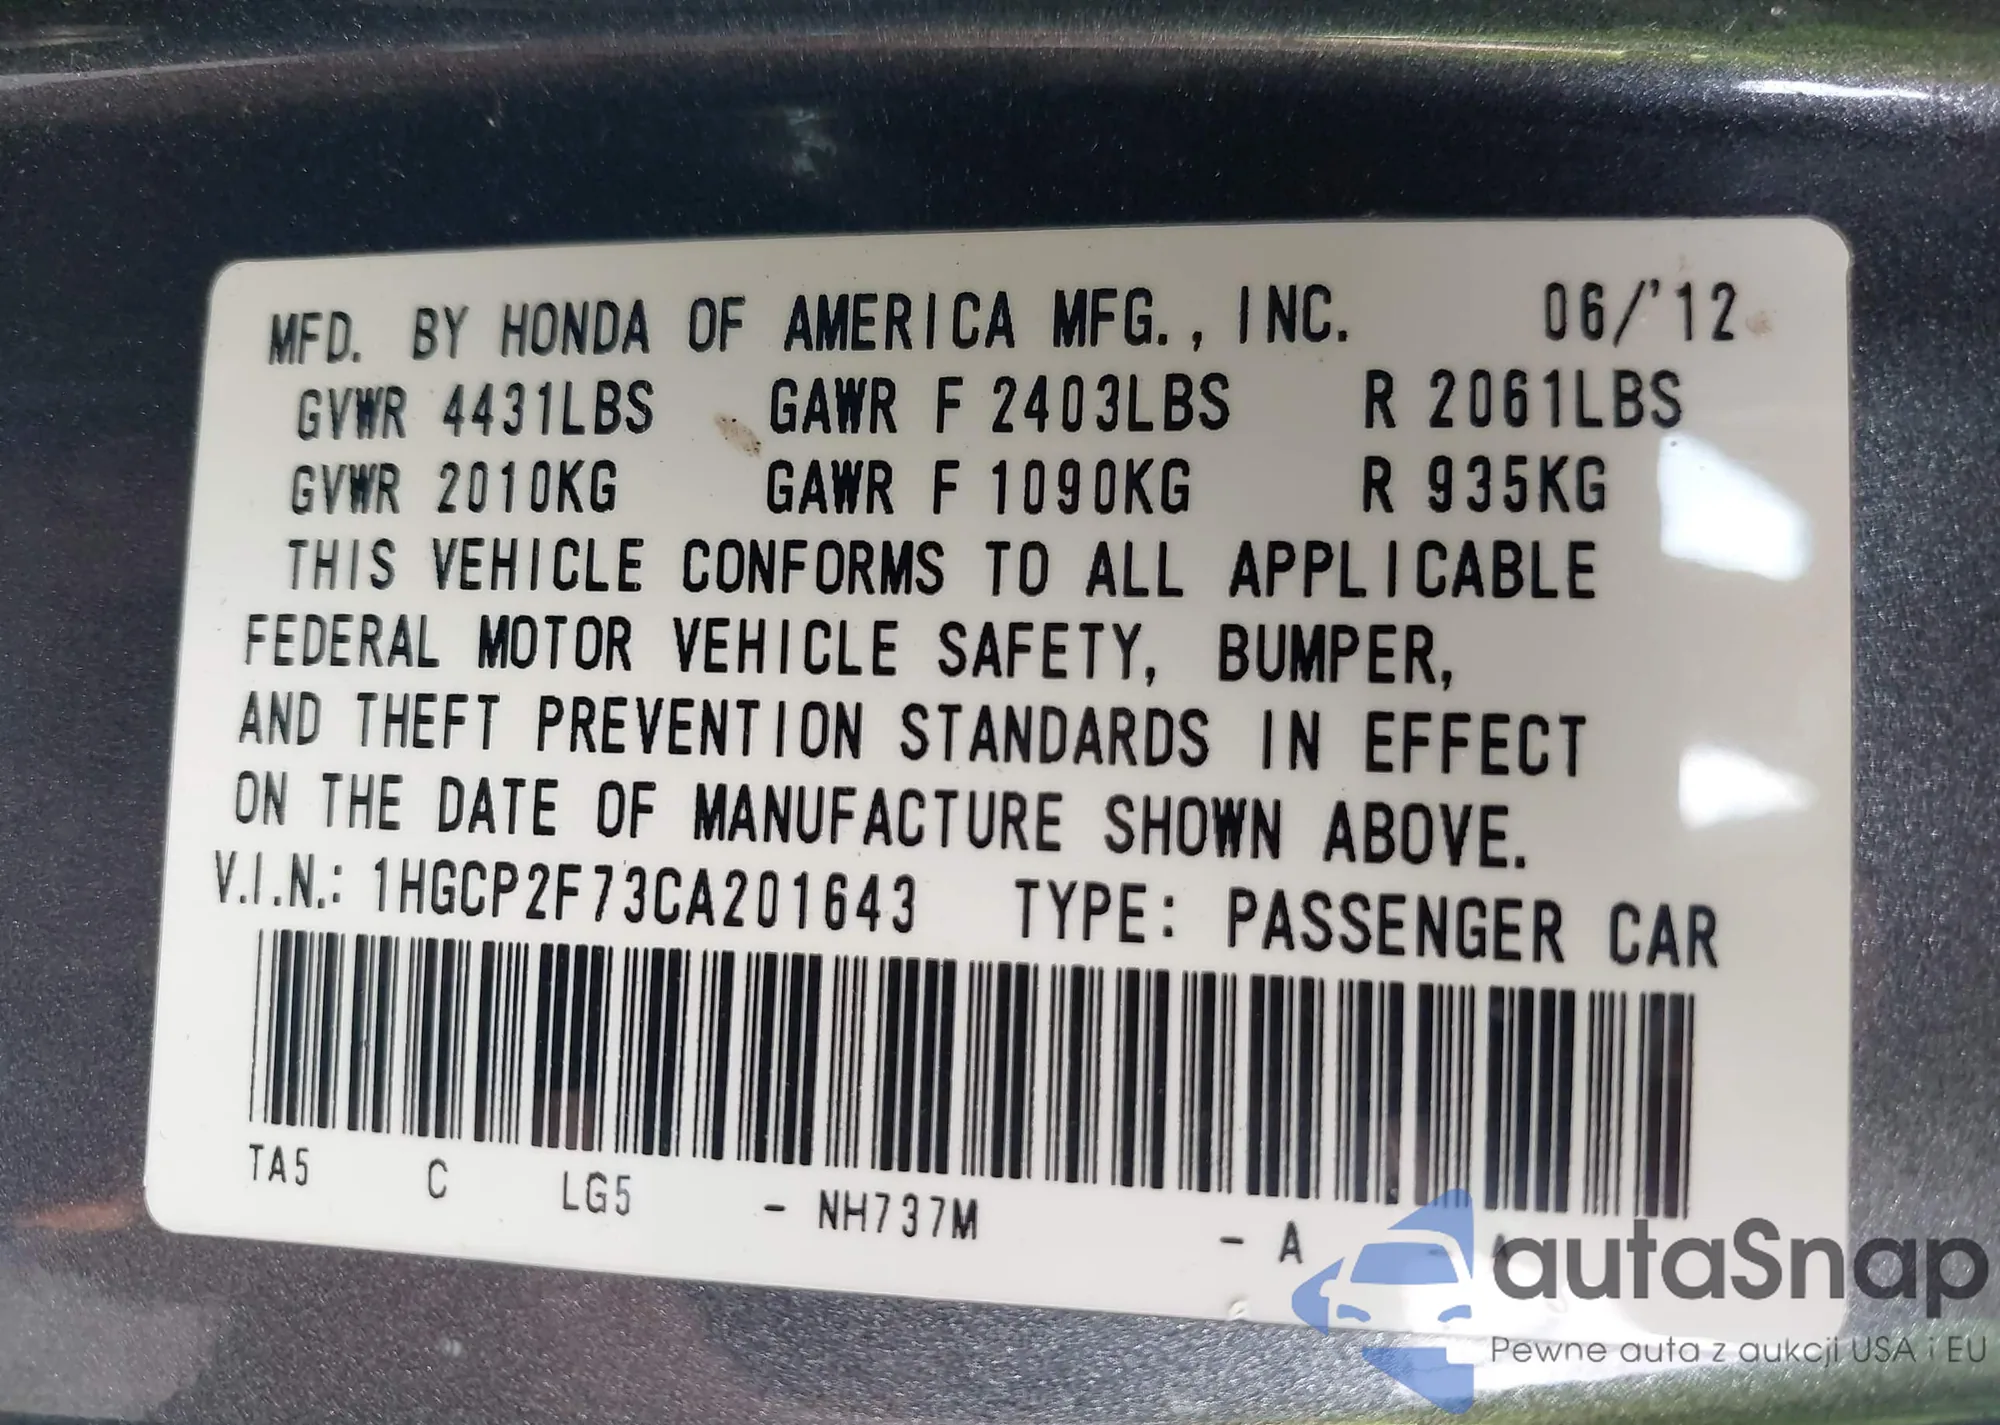 MFD. BY HONDA OF AMERICA MFG., INC. 06/'12
GVWR 4431LBS GAWR F 2403LBS R 2061LBS
GVWR 2010KG GAWR F 1090KG R 935KG
THIS VEHICLE CONFORMS TO ALL APPLICABLE
FEDERAL MOTOR VEHICLE SAFETY, BUMPER,
AND THEFT PREVENTION STANDARDS IN EFFECT
ON THE DATE OF MANUFACTURE SHOWN ABOVE.
V.I.N.: 1HGCP2F73CA201643 TYPE: PASSENGER CAR
TA5 C LG5 - NH737M - A - A
autaSnap
Pewne auta z aukcji USA i EU